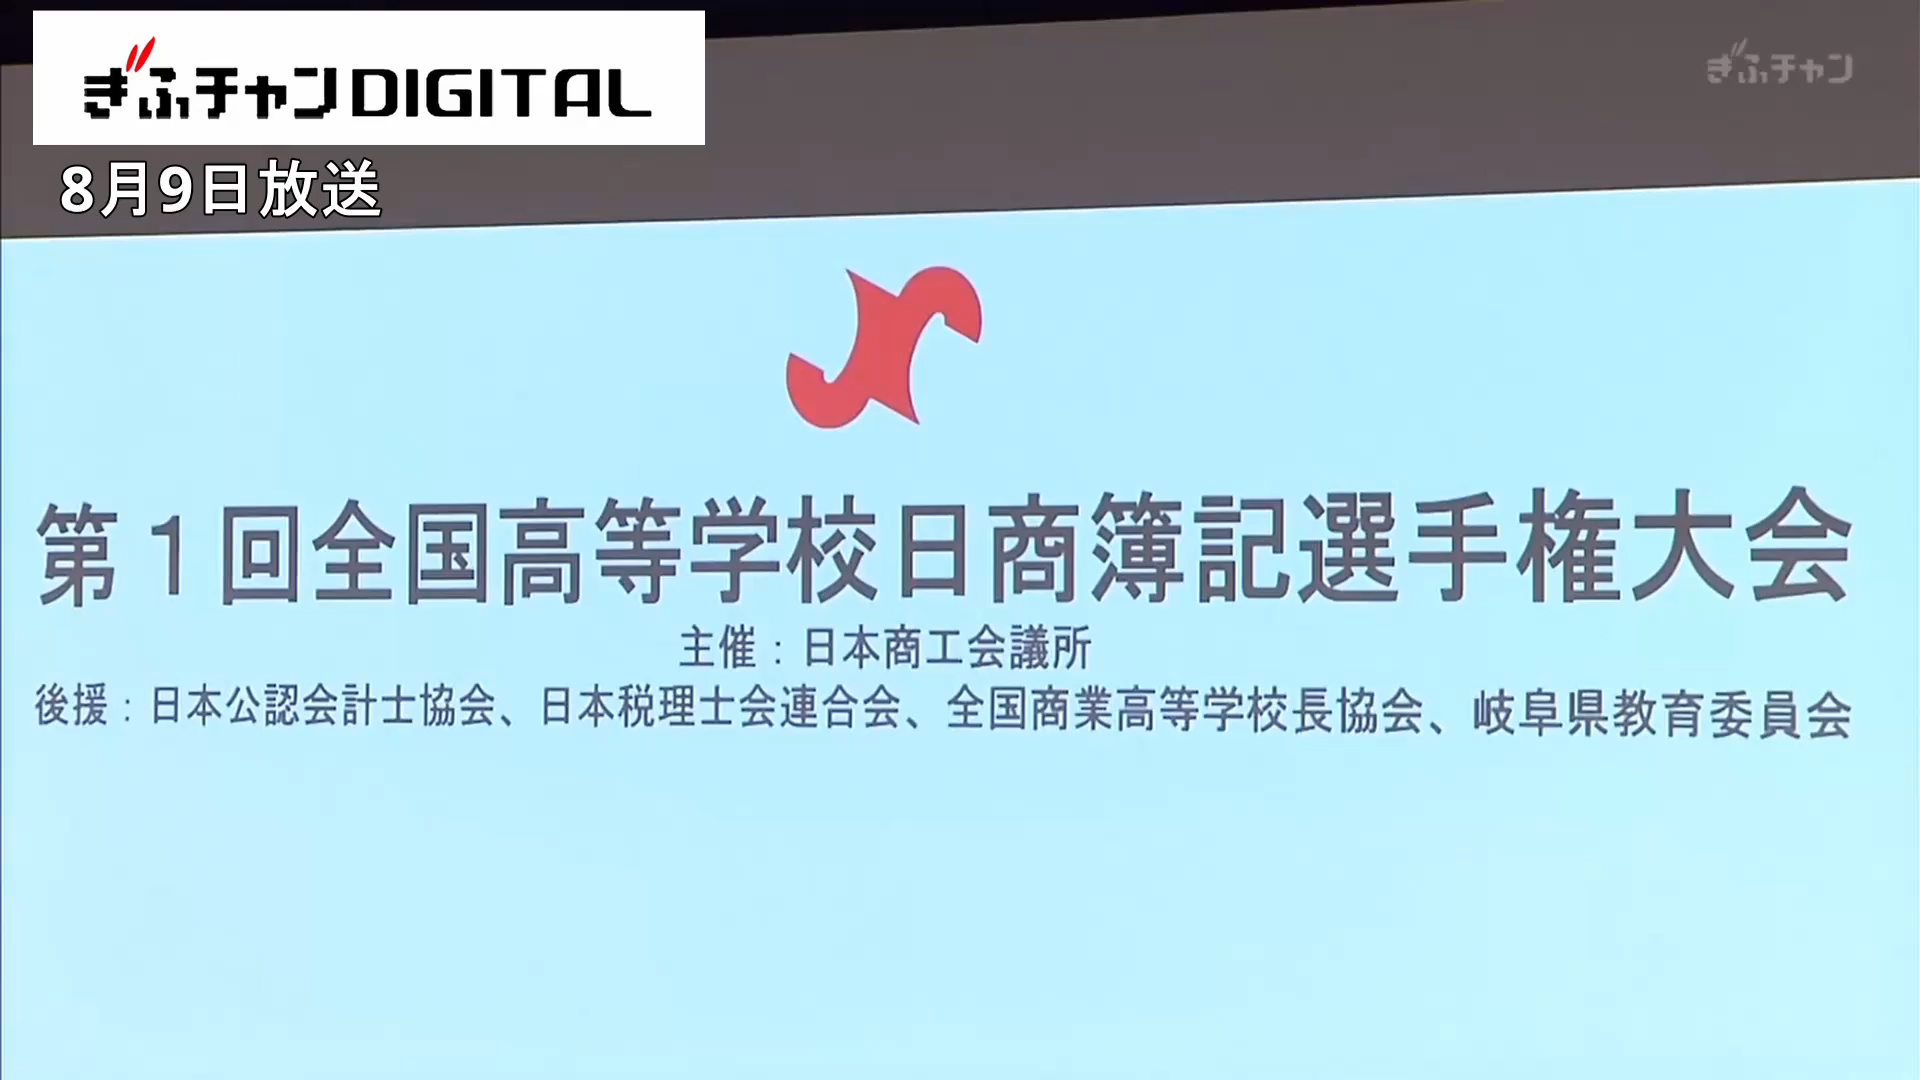 ぎふチャンDIGITAL
ぎふチャン
8月9日放送
第1回全国高等学校日商簿記選手権大会
主催：日本商工会議所
後援：日本公認会計士協会、日本税理士会連合会、全国商業高等学校長協会、岐阜県教育委員会